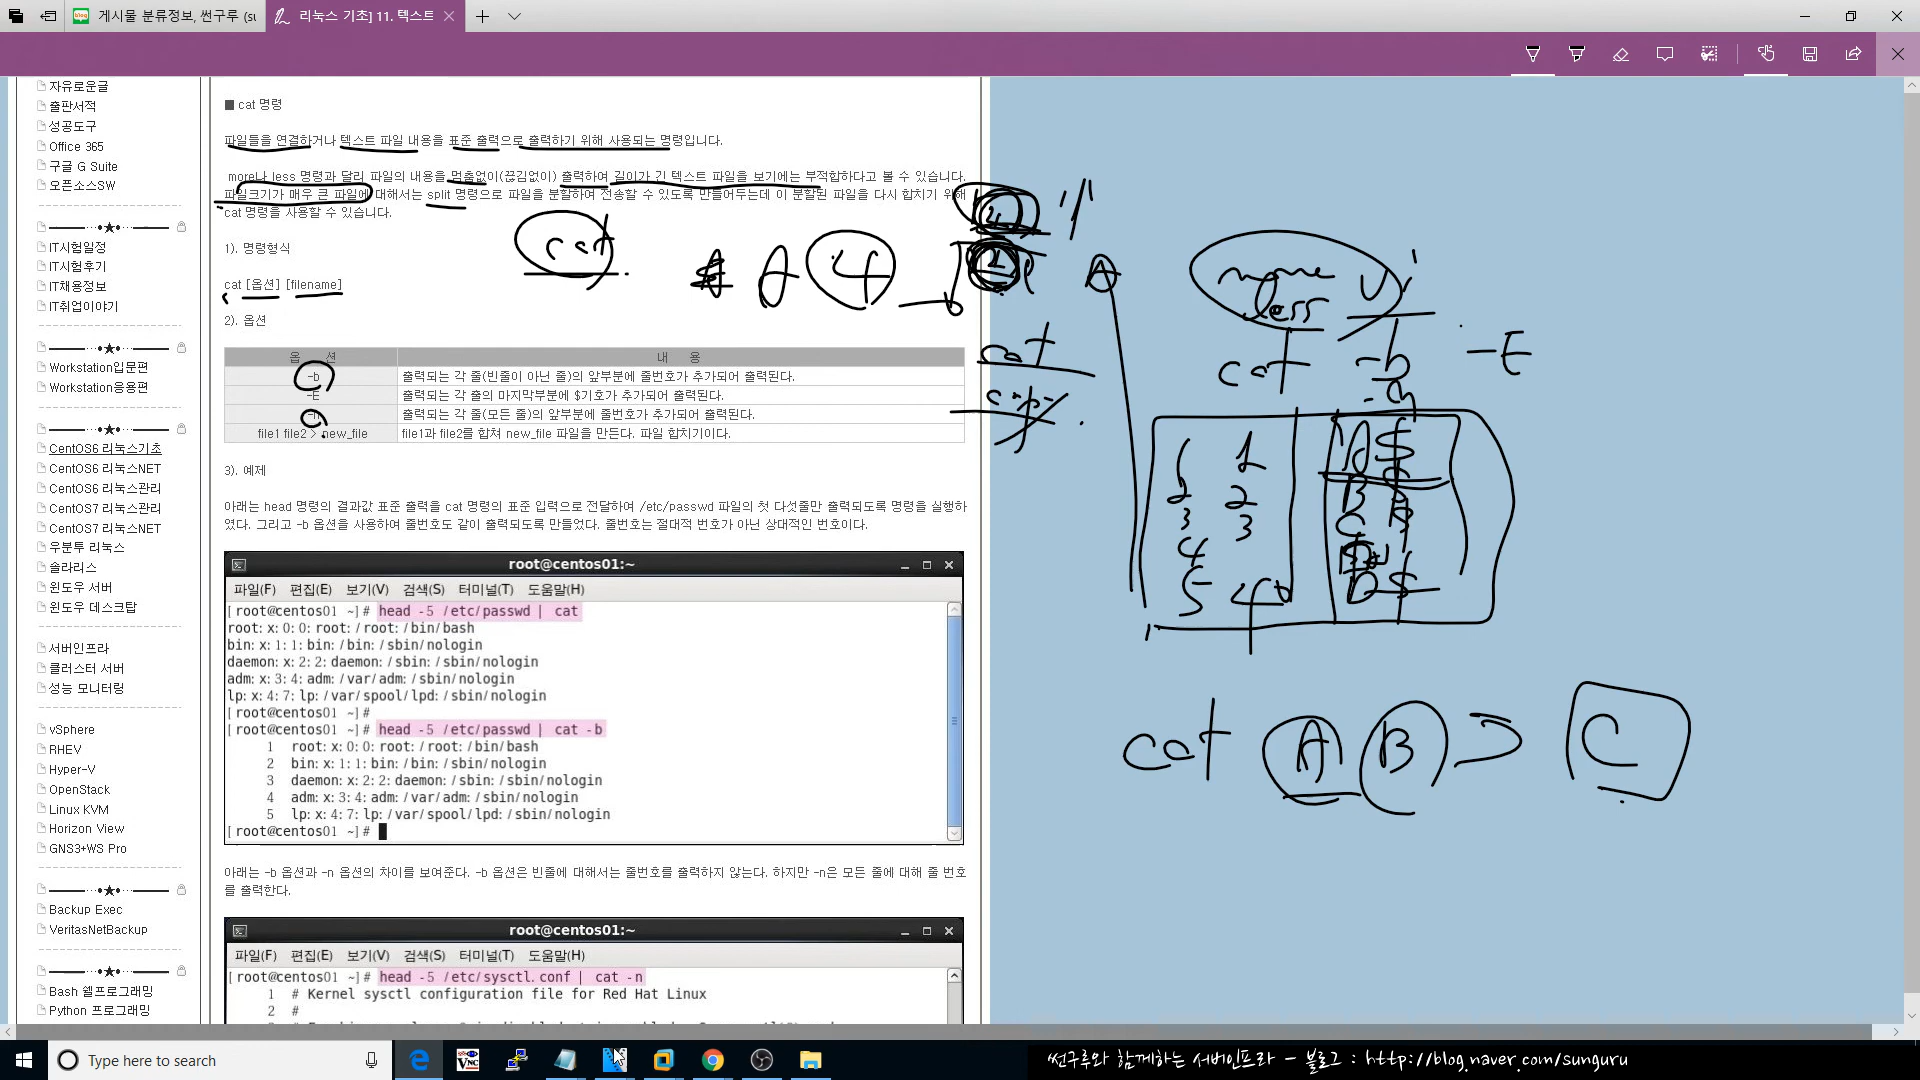 게시물 분류정보, 썬구루 (su
리눅스 기초] 11. 텍스트
자유로운글
출판서적
성공도구
Office 365
구글 G Suite
오픈소스SW
IT시험일정
IT시험후기
IT채용정보
IT취업이야기
Workstation입문편
Workstation응용편
CentOS6 리눅스기초
CentOS6 리눅스NET
CentOS6 리눅스관리
CentOS7 리눅스관리
CentOS7 리눅스NET
우분투 리눅스
솔라리스
윈도우 서버
윈도우 데스크탑
서버인프라
클러스터 서버
성능 모니터링
vSphere
RHEV
Hyper-V
OpenStack
Linux KVM
Horizon View
GNS3+WS Pro
Backup Exec
VeritasNetBackup
Bash 쉘프로그래밍
Python 프로그래밍
■ cat 명령
파일들을 연결하거나 텍스트 파일 내용을 표준 출력으로 출력하기 위해 사용되는 명령입니다.
more나 less 명령과 달리 파일의 내용을 멈춤없이(끊김없이) 출력하여 길이가 긴 텍스트 파일을 보기에는 부적합하다고 볼 수 있습니다.
파일크기가 매우 큰 파일에 대해서는 split 명령으로 파일을 분할하여 전송할 수 있도록 만들어두는데 이 분할된 파일을 다시 합치기 위해
cat 명령을 사용할 수 있습니다.
1). 명령형식
cat [옵션] [filename]
2). 옵션
옵 션 내 용
-b 출력되는 각 줄(빈줄이 아닌 줄)의 앞부분에 줄번호가 추가되어 출력된다.
-E 출력되는 각 줄의 마지막부분에 $기호가 추가되어 출력된다.
-n 출력되는 각 줄(모든 줄)의 앞부분에 줄번호가 추가되어 출력된다.
file1 file2 > new_file file1과 file2를 합쳐 new_file 파일을 만든다. 파일 합치기이다.
3). 예제
아래는 head 명령의 결과값 표준 출력을 cat 명령의 표준 입력으로 전달하여 /etc/passwd 파일의 첫 다섯줄만 출력되도록 명령을 실행하
였다. 그리고 -b 옵션을 사용하여 줄번호도 같이 출력되도록 만들었다. 줄번호는 절대적 번호가 아닌 상대적인 번호이다.
root@centos01:~
파일(F) 편집(E) 보기(V) 검색(S) 터미널(T) 도움말(H)
[root@centos01 ~]# head -5 /etc/passwd | cat
root:x:0:0:root:/root:/bin/bash
bin:x:1:1:bin:/bin:/sbin/nologin
daemon:x:2:2:daemon:/sbin:/sbin/nologin
adm:x:3:4:adm:/var/adm:/sbin/nologin
lp:x:4:7:lp:/var/spool/lpd:/sbin/nologin
[root@centos01 ~]#
[root@centos01 ~]# head -5 /etc/passwd | cat -b
1 root:x:0:0:root:/root:/bin/bash
2 bin:x:1:1:bin:/bin:/sbin/nologin
3 daemon:x:2:2:daemon:/sbin:/sbin/nologin
4 adm:x:3:4:adm:/var/adm:/sbin/nologin
5 lp:x:4:7:lp:/var/spool/lpd:/sbin/nologin
[root@centos01 ~]#
아래는 -b 옵션과 -n 옵션의 차이를 보여준다. -b 옵션은 빈줄에 대해서는 줄번호를 출력하지 않는다. 하지만 -n은 모든 줄에 대해 줄 번호
를 출력한다.
root@centos01:~
파일(F) 편집(E) 보기(V) 검색(S) 터미널(T) 도움말(H)
[root@centos01 ~]# head -5 /etc/sysctl.conf | cat -n
1 # Kernel sysctl configuration file for Red Hat Linux
2 #
cat
A 4
A
more
less
Vi
cat -b -E
-n
cat
1 1 A $
2 2 B $
3 3 C
4
5 4 D $
cat A B > C
Type here to search
썬구루와 함께하는 서버인프라 - 블로그 : http://blog.naver.com/sunguru